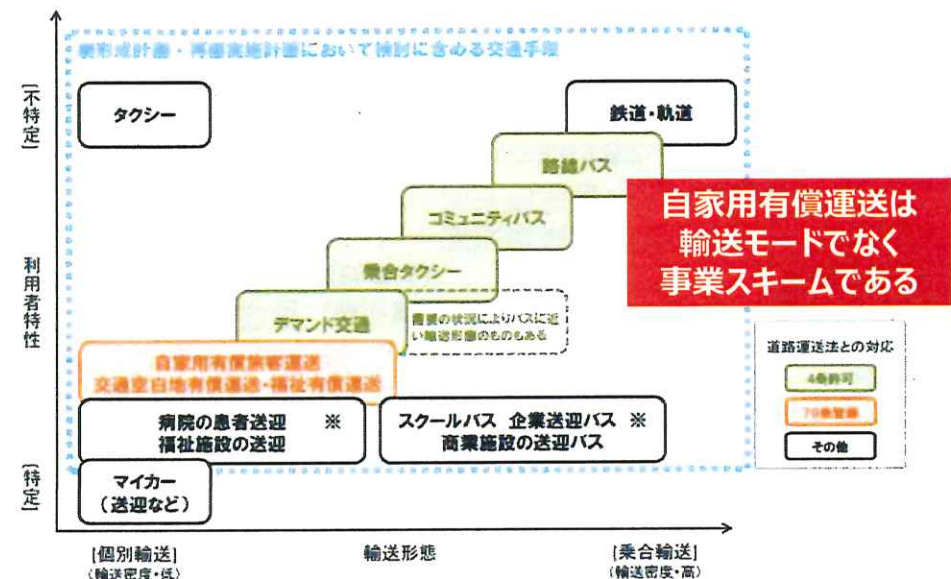 網形成計画・再編実施計画において検討に含める交通手段
[不特定]
タクシー
鉄道・軌道
路線バス
コミュニティバス
乗合タクシー
デマンド交通
需要の状況によりバスに近
い輸送形態のものもある
自家用有償旅客運送
交通空白地有償運送・福祉有償運送
自家用有償運送は
輸送モードでなく
事業スキームである
利用者特性
道路運送法との対応
4条許可
79条登録
その他
病院の患者送迎 ※
福祉施設の送迎
スクールバス 企業送迎バス ※
商業施設の送迎バス
[特定]
マイカー
(送迎など)
[個別輸送]
(輸送密度・低)
輸送形態
[乗合輸送]
(輸送密度・高)